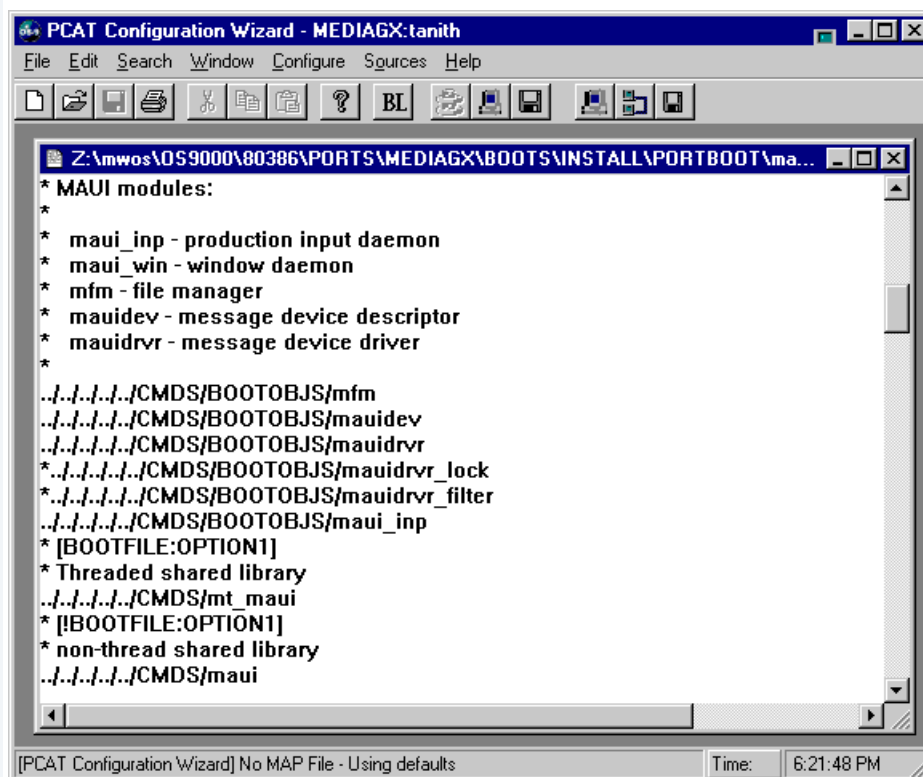 PCAT Configuration Wizard - MEDIAGX:tanith
File Edit Search Window Configure Sources Help
BL
Z:\mwos\OS9000\80386\PORTS\MEDIAGX\BOOTS\INSTALL\PORTBOOT\ma...
* MAUI modules:
*
* maui_inp - production input daemon
* maui_win - window daemon
* mfm - file manager
* mauidev - message device descriptor
* mauidrvr - message device driver
*
../../../../../CMDS/BOOTOBJS/mfm
../../../../../CMDS/BOOTOBJS/mauidev
../../../../../CMDS/BOOTOBJS/mauidrvr
*../../../../../CMDS/BOOTOBJS/mauidrvr_lock
*../../../../../CMDS/BOOTOBJS/mauidrvr_filter
../../../../../CMDS/BOOTOBJS/maui_inp
* [BOOTFILE:OPTION1]
* Threaded shared library
../../../../../CMDS/mt_maui
* [!BOOTFILE:OPTION1]
* non-thread shared library
../../../../../CMDS/maui
[PCAT Configuration Wizard] No MAP File - Using defaults
Time: 6:21:48 PM